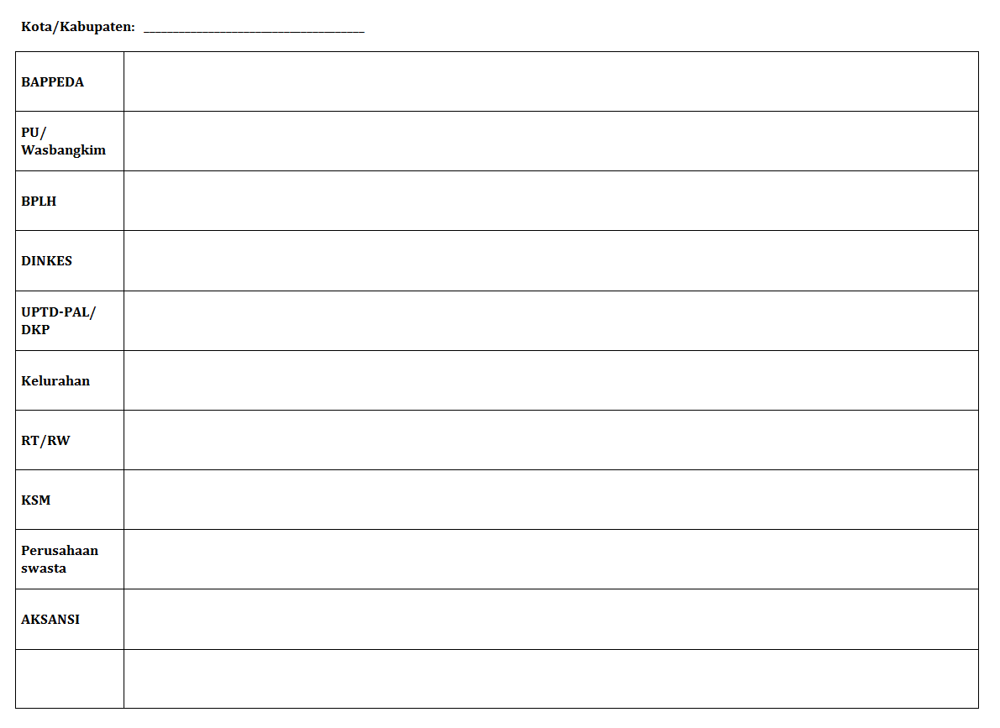 Kota/Kabupaten: ___________________________________
BAPPEDA
PU/
Wasbangkim
BPLH
DINKES
UPTD-PAL/
DKP
Kelurahan
RT/RW
KSM
Perusahaan
swasta
AKSANSI